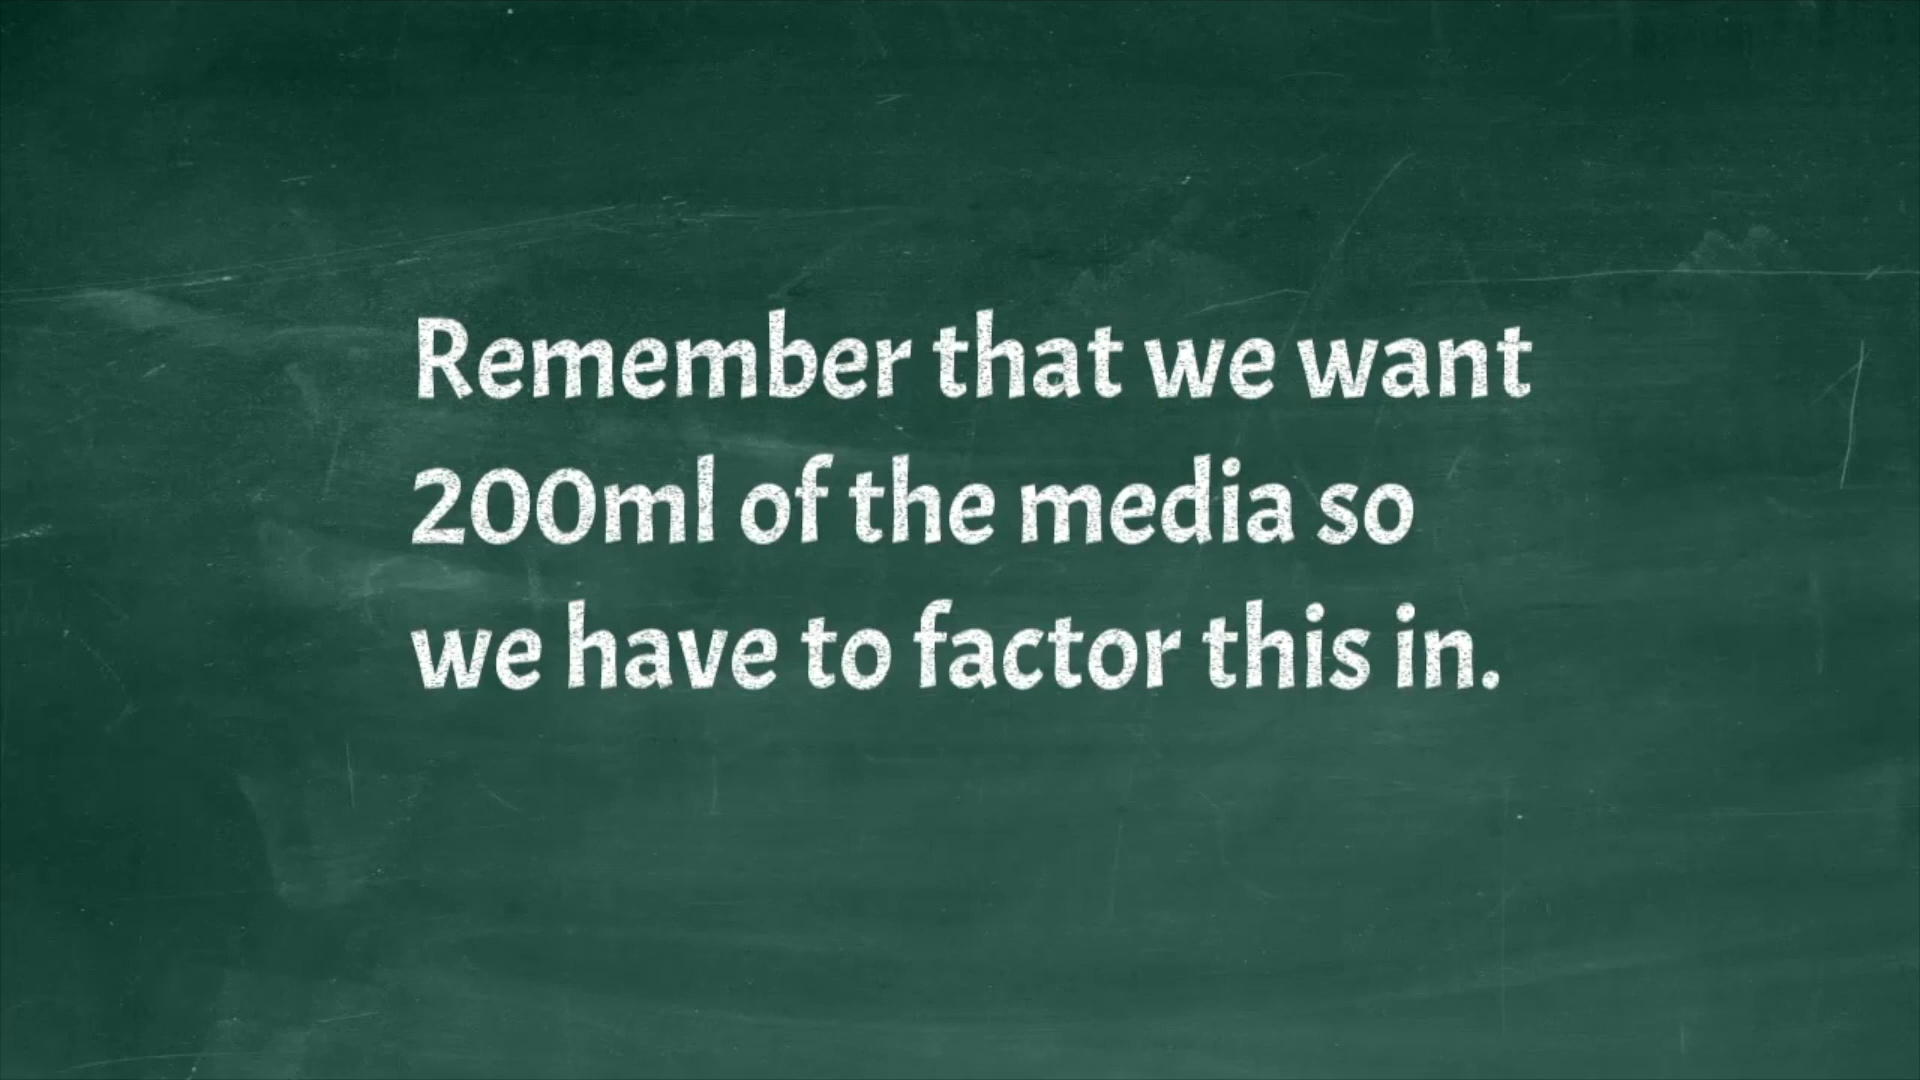 Remember that we want
200ml of the media so
we have to factor this in.